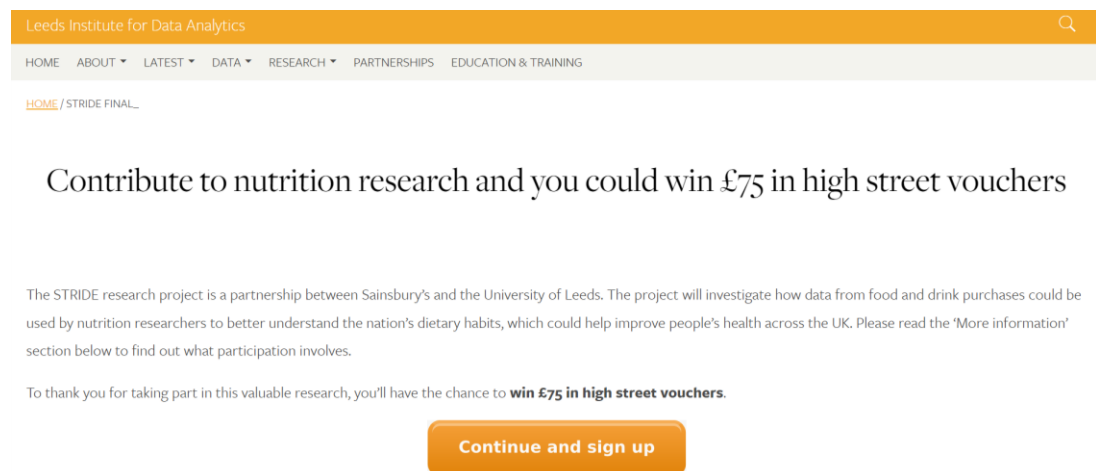 Leeds Institute for Data Analytics
HOME ABOUT LATEST DATA RESEARCH PARTNERSHIPS EDUCATION & TRAINING
HOME / STRIDE FINAL_
Contribute to nutrition research and you could win £75 in high street vouchers
The STRIDE research project is a partnership between Sainsbury's and the University of Leeds. The project will investigate how data from food and drink purchases could be
used by nutrition researchers to better understand the nation's dietary habits, which could help improve people's health across the UK. Please read the 'More information'
section below to find out what participation involves.
To thank you for taking part in this valuable research, you'll have the chance to win £75 in high street vouchers.
Continue and sign up